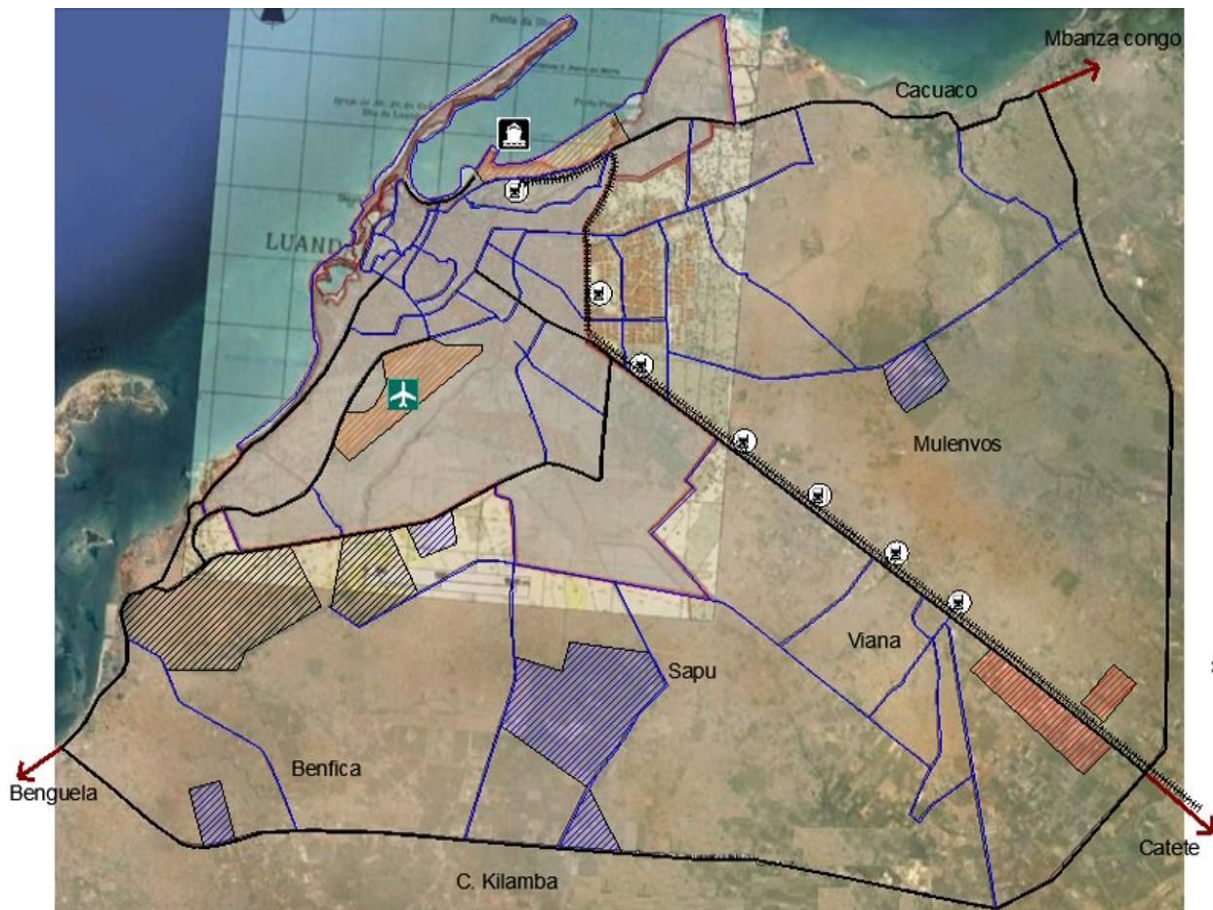 Mbanza congo
Cacuaco
LUANDA
Mulenvos
Viana
Sapu
Benfica
Benguela
Catete
C. Kilamba